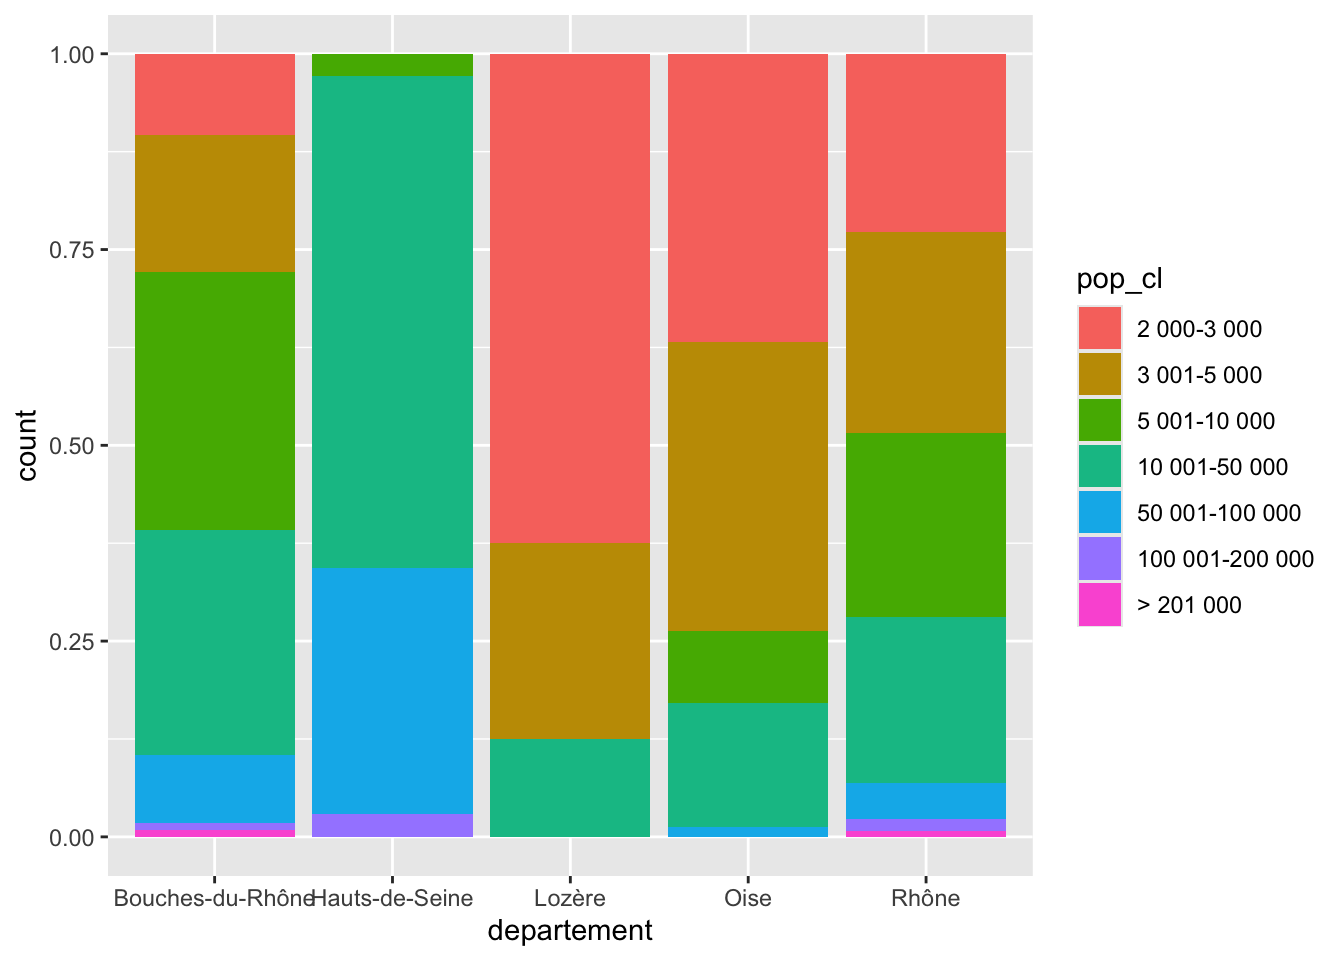 1.00
0.75
0.50
0.25
0.00
count
Bouches-du-Rhône Hauts-de-Seine Lozère Oise Rhône
departement
pop_cl
2 000-3 000
3 001-5 000
5 001-10 000
10 001-50 000
50 001-100 000
100 001-200 000
> 201 000